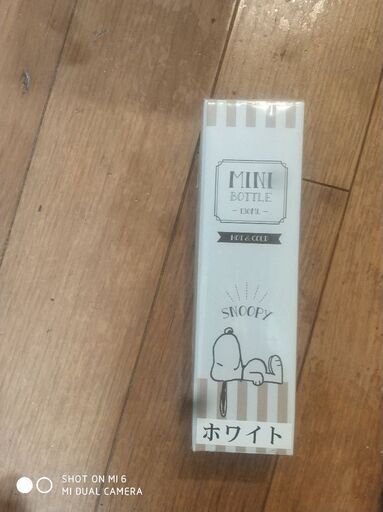 MINI
BOTTLE
- 130ML -
HOT & COLD
SNOOPY
ホワイト
SHOT ON MI 6
MI DUAL CAMERA